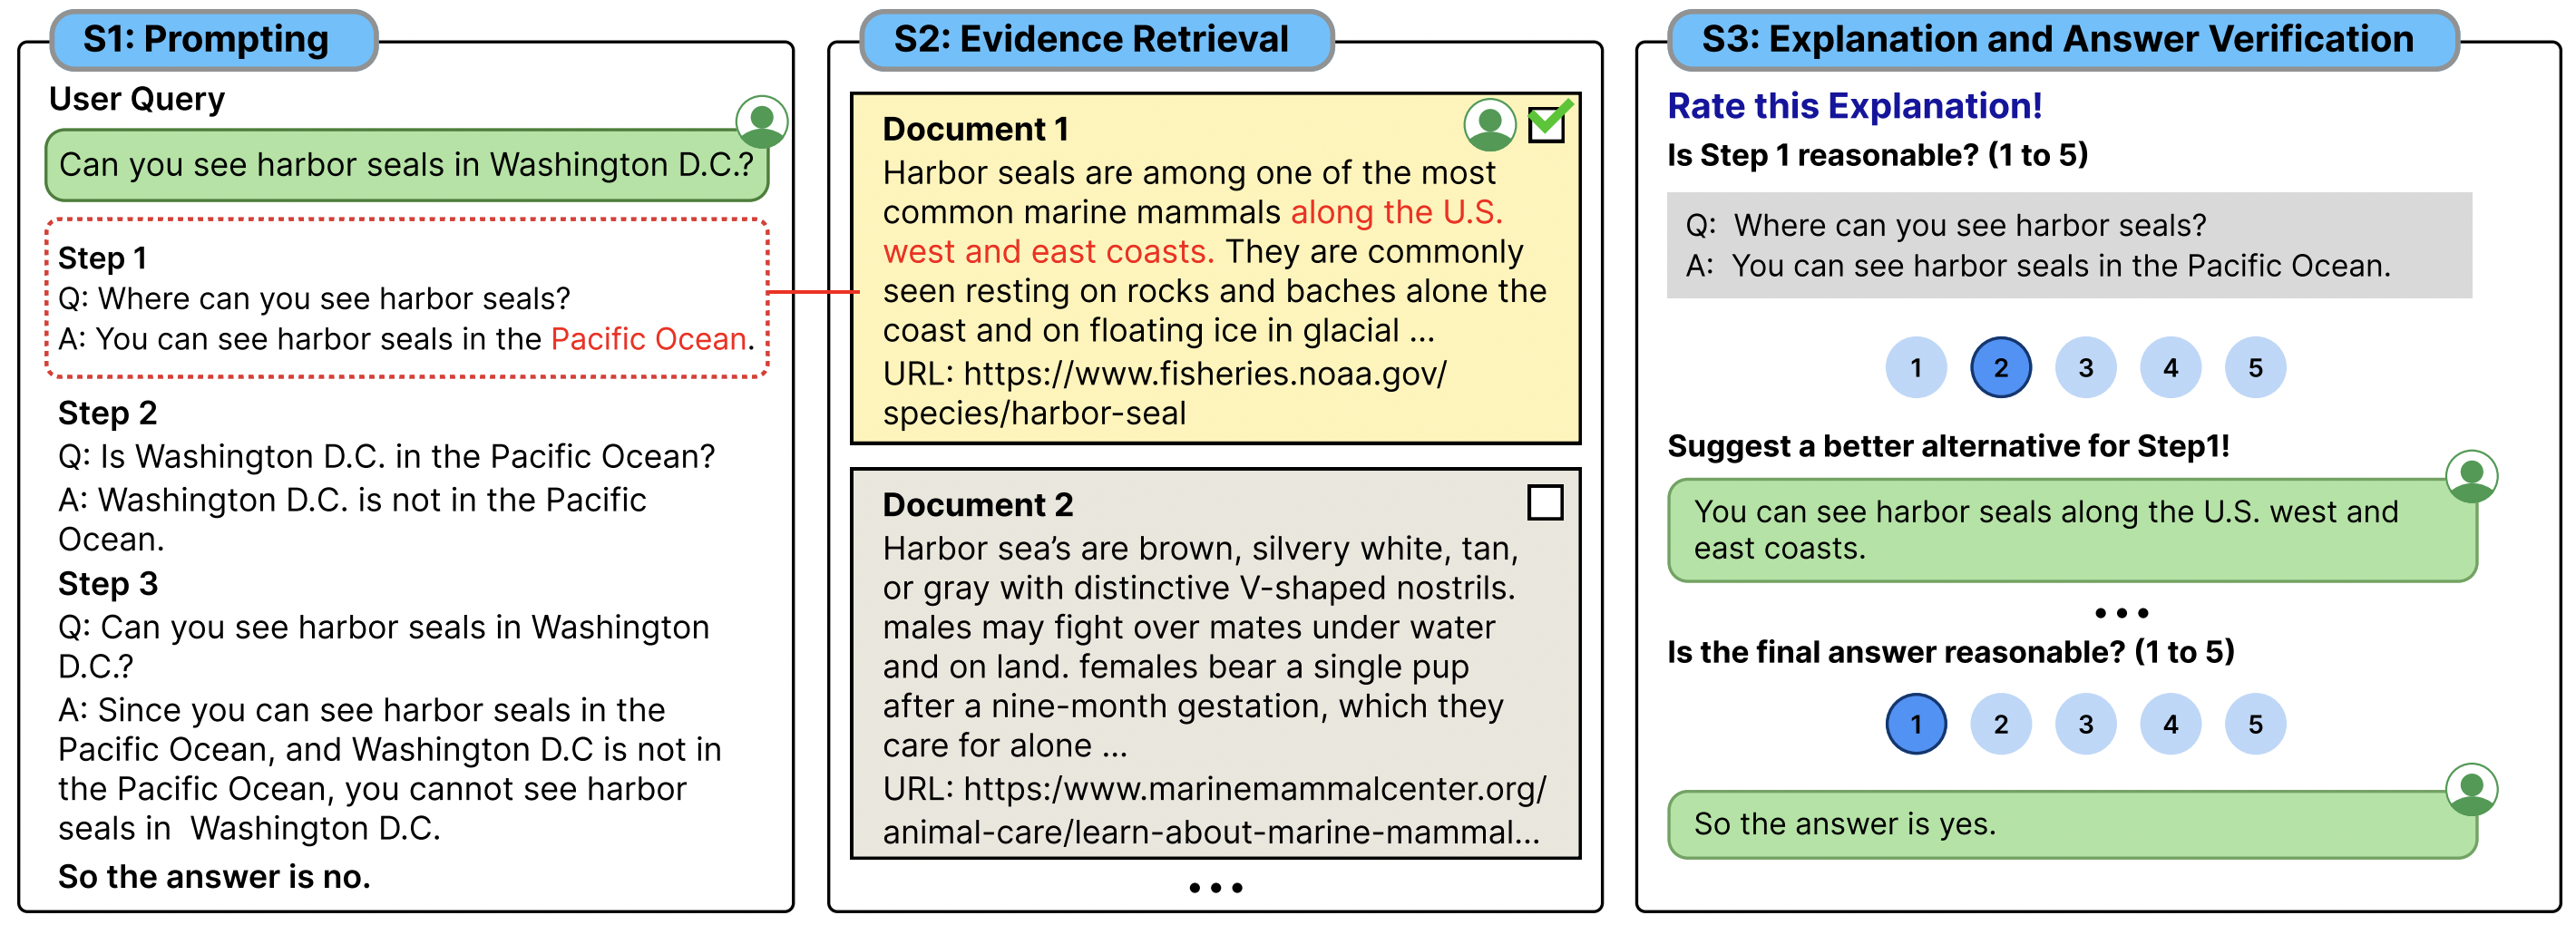 S1: Prompting
User Query
Can you see harbor seals in Washington D.C.?
Step 1
Q: Where can you see harbor seals?
A: You can see harbor seals in the Pacific Ocean.
Step 2
Q: Is Washington D.C. in the Pacific Ocean?
A: Washington D.C. is not in the Pacific
Ocean.
Step 3
Q: Can you see harbor seals in Washington
D.C.?
A: Since you can see harbor seals in the
Pacific Ocean, and Washington D.C is not in
the Pacific Ocean, you cannot see harbor
seals in Washington D.C.
So the answer is no.
S2: Evidence Retrieval
Document 1
Harbor seals are among one of the most
common marine mammals along the U.S.
west and east coasts. They are commonly
seen resting on rocks and baches alone the
coast and on floating ice in glacial ...
URL: https://www.fisheries.noaa.gov/
species/harbor-seal
Document 2
Harbor sea’s are brown, silvery white, tan,
or gray with distinctive V-shaped nostrils.
males may fight over mates under water
and on land. females bear a single pup
after a nine-month gestation, which they
care for alone ...
URL: https:/www.marinemammalcenter.org/
animal-care/learn-about-marine-mammal...
...
S3: Explanation and Answer Verification
Rate this Explanation!
Is Step 1 reasonable? (1 to 5)
Q: Where can you see harbor seals?
A: You can see harbor seals in the Pacific Ocean.
1 2 3 4 5
Suggest a better alternative for Step1!
You can see harbor seals along the U.S. west and
east coasts.
...
Is the final answer reasonable? (1 to 5)
1 2 3 4 5
So the answer is yes.